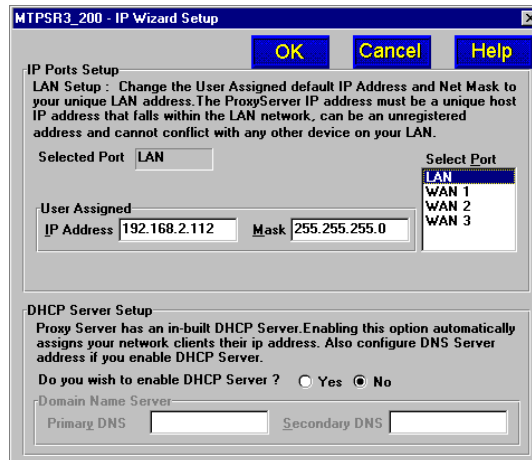 MTPSR3_200 - IP Wizard Setup
OK Cancel Help
IP Ports Setup
LAN Setup : Change the User Assigned default IP Address and Net Mask to
your unique LAN address.The ProxyServer IP address must be a unique host
IP address that falls within the LAN network, can be an unregistered
address and cannot conflict with any other device on your LAN.
Selected Port LAN
Select Port
LAN
WAN 1
WAN 2
WAN 3
User Assigned
IP Address 192.168.2.112 Mask 255.255.255.0
DHCP Server Setup
Proxy Server has an in-built DHCP Server.Enabling this option automatically
assigns your network clients their ip address. Also configure DNS Server
address if you enable DHCP Server.
Do you wish to enable DHCP Server ? Yes No
Domain Name Server
Primary DNS Secondary DNS